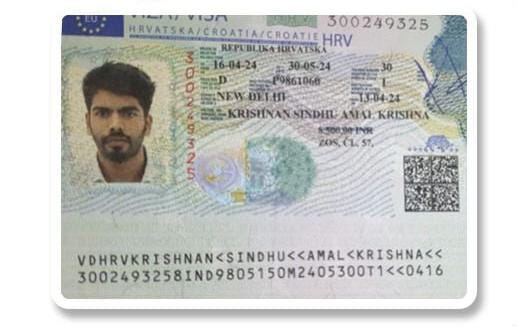 EU VIZA/VISA 300249325
HRVATSKA/CROATIA/CROATIE HRV
REPUBLIKA HRVATSKA
16-04-24 30-05-24 30
D P9861060 1
NEW DELHI 13-04-24
KRISHNAN SINDHU AMAL KRISHNA
8.500,00 INR
ZOS, ČL. 57,
300249325
VDHRVKRISHNAN<SINDHU<<AMAL<KRISHNA<<
3002493258IND9805150M2405300T1<<0416